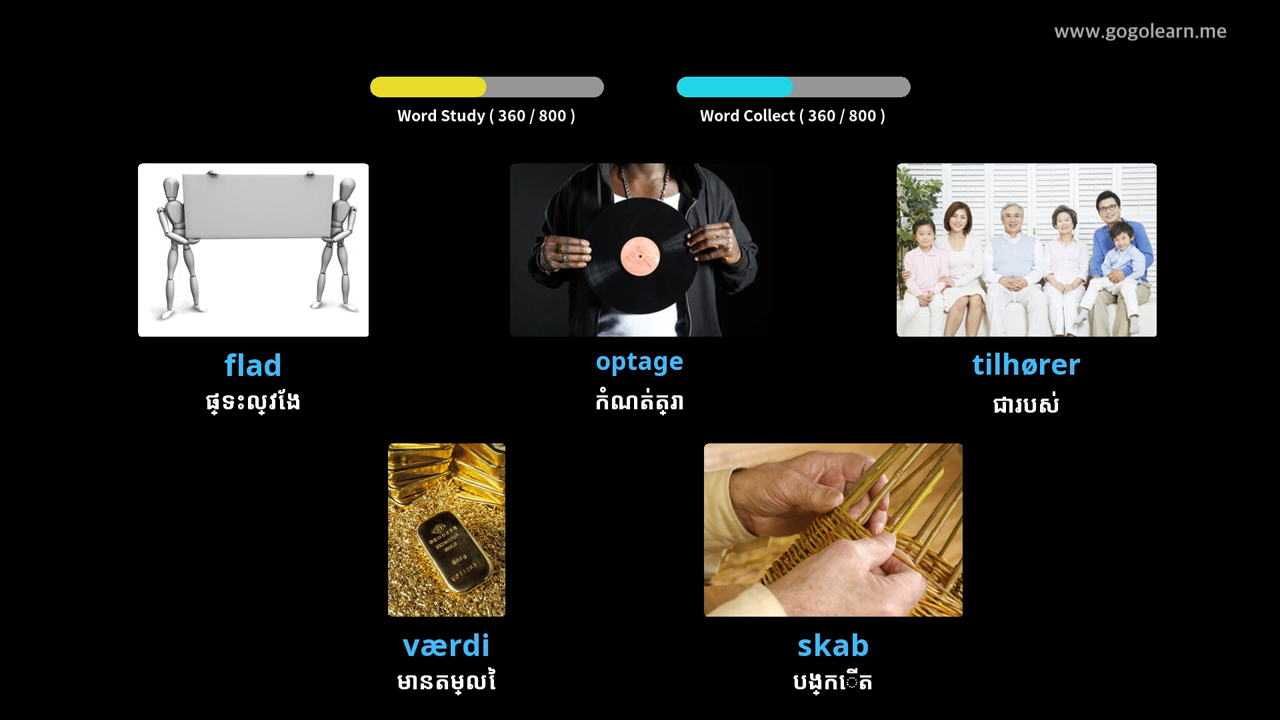 www.gogolearn.me
Word Study ( 360 / 800 )
Word Collect ( 360 / 800 )
flad
ផ្ទះល្វែង
optage
កំណត់ត្រា
tilhører
ជារបស់
værdi
មានតម្លៃ
skab
បង្កើត